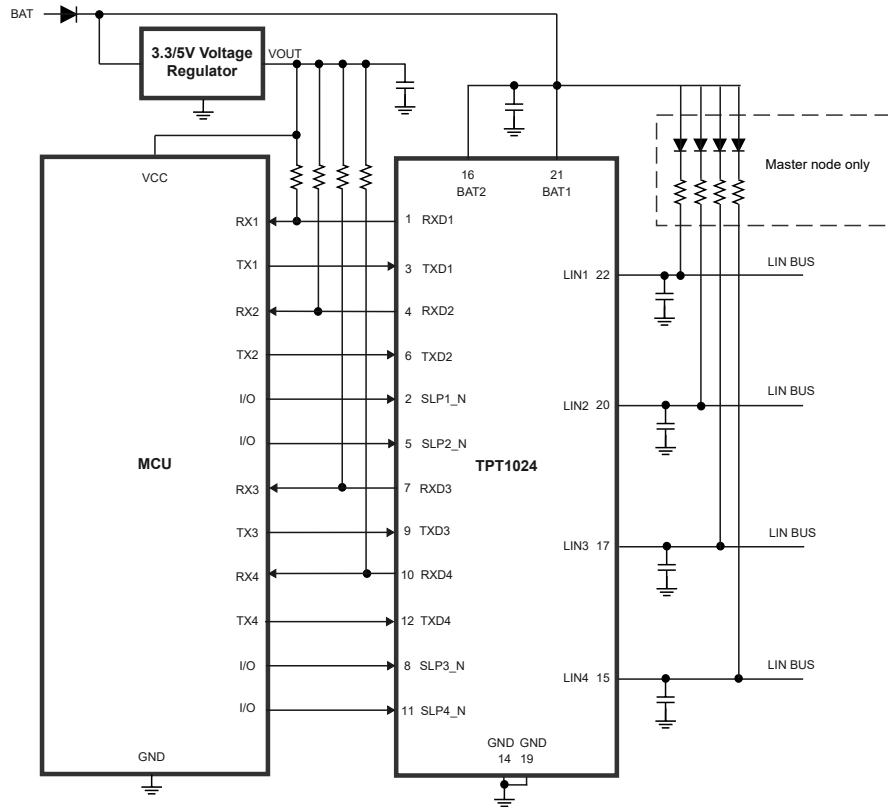 BAT
3.3/5V Voltage
Regulator
VOUT
VCC
16
BAT2
21
BAT1
Master node only
RX1
1 RXD1
TX1
3 TXD1
LIN1 22
LIN BUS
RX2
4 RXD2
TX2
6 TXD2
I/O
2 SLP1_N
LIN2 20
LIN BUS
I/O
5 SLP2_N
MCU
TPT1024
RX3
7 RXD3
TX3
9 TXD3
LIN3 17
LIN BUS
RX4
10 RXD4
TX4
12 TXD4
I/O
8 SLP3_N
LIN4 15
LIN BUS
I/O
11 SLP4_N
GND
GND GND
14 19